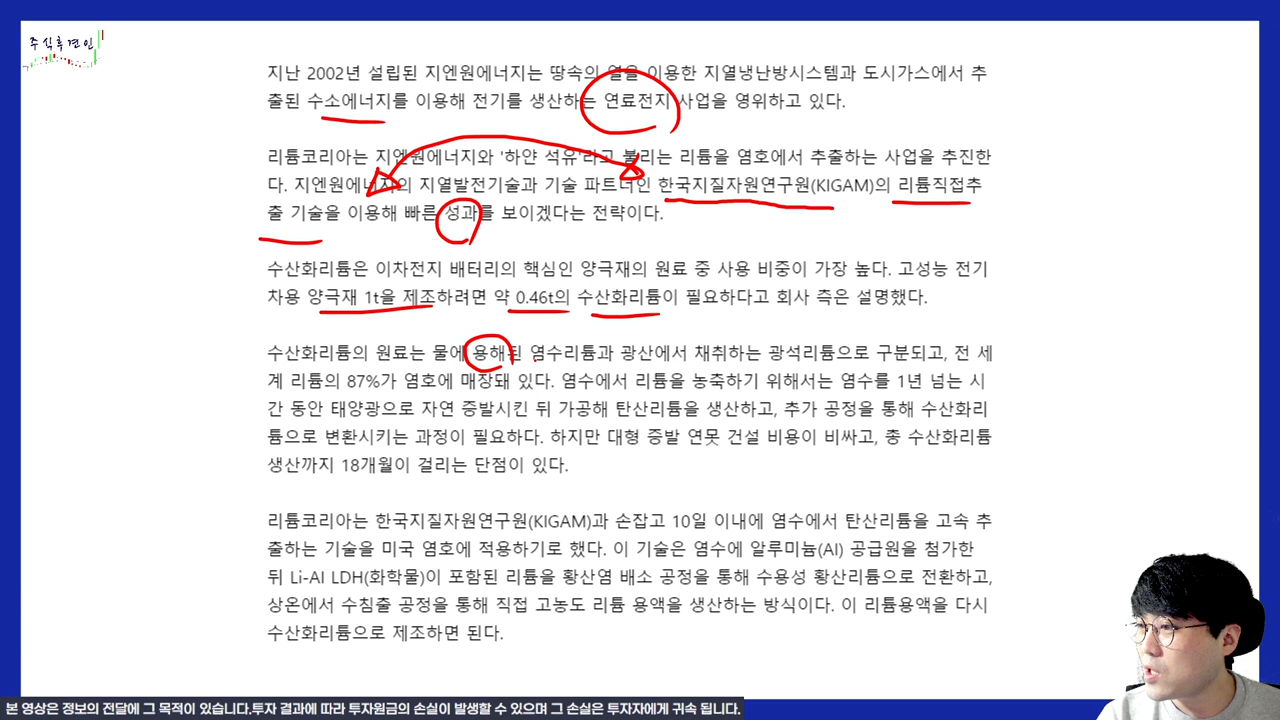 주식후견인
지난 2002년 설립된 지엔원에너지는 땅속의 열을 이용한 지열냉난방시스템과 도시가스에서 추
출된 수소에너지를 이용해 전기를 생산하는 연료전지 사업을 영위하고 있다.
리튬코리아는 지엔원에너지와 '하얀 석유'라고 불리는 리튬을 염호에서 추출하는 사업을 추진한
다. 지엔원에너지의 지열발전기술과 기술 파트너인 한국지질자원연구원(KIGAM)의 리튬직접추
출 기술을 이용해 빠른 성과를 보이겠다는 전략이다.
수산화리튬은 이차전지 배터리의 핵심인 양극재의 원료 중 사용 비중이 가장 높다. 고성능 전기
차용 양극재 1t을 제조하려면 약 0.46t의 수산화리튬이 필요하다고 회사 측은 설명했다.
수산화리튬의 원료는 물에 용해된 염수리튬과 광산에서 채취하는 광석리튬으로 구분되고, 전 세
계 리튬의 87%가 염호에 매장돼 있다. 염수에서 리튬을 농축하기 위해서는 염수를 1년 넘는 시
간 동안 태양광으로 자연 증발시킨 뒤 가공해 탄산리튬을 생산하고, 추가 공정을 통해 수산화리
튬으로 변환시키는 과정이 필요하다. 하지만 대형 증발 연못 건설 비용이 비싸고, 총 수산화리튬
생산까지 18개월이 걸리는 단점이 있다.
리튬코리아는 한국지질자원연구원(KIGAM)과 손잡고 10일 이내에 염수에서 탄산리튬을 고속 추
출하는 기술을 미국 염호에 적용하기로 했다. 이 기술은 염수에 알루미늄(Al) 공급원을 첨가한
뒤 Li-Al LDH(화학물)이 포함된 리튬을 황산염 배소 공정을 통해 수용성 황산리튬으로 전환하고,
상온에서 수침출 공정을 통해 직접 고농도 리튬 용액을 생산하는 방식이다. 이 리튬용액을 다시
수산화리튬으로 제조하면 된다.
본 영상은 정보의 전달에 그 목적이 있습니다.투자 결과에 따라 투자원금의 손실이 발생할 수 있으며 그 손실은 투자자에게 귀속 됩니다.